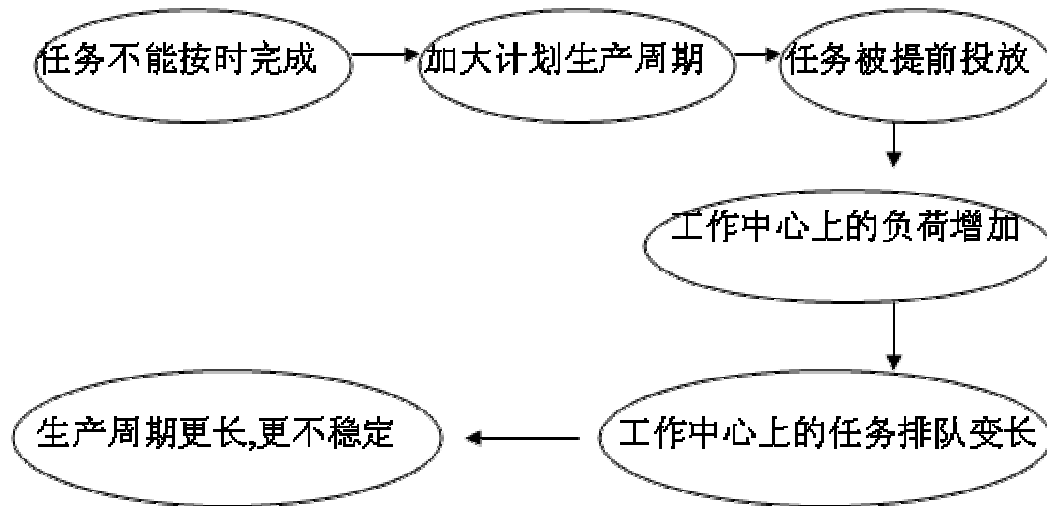 任务不能按时完成
加大计划生产周期
任务被提前投放
工作中心上的负荷增加
工作中心上的任务排队变长
生产周期更长,更不稳定